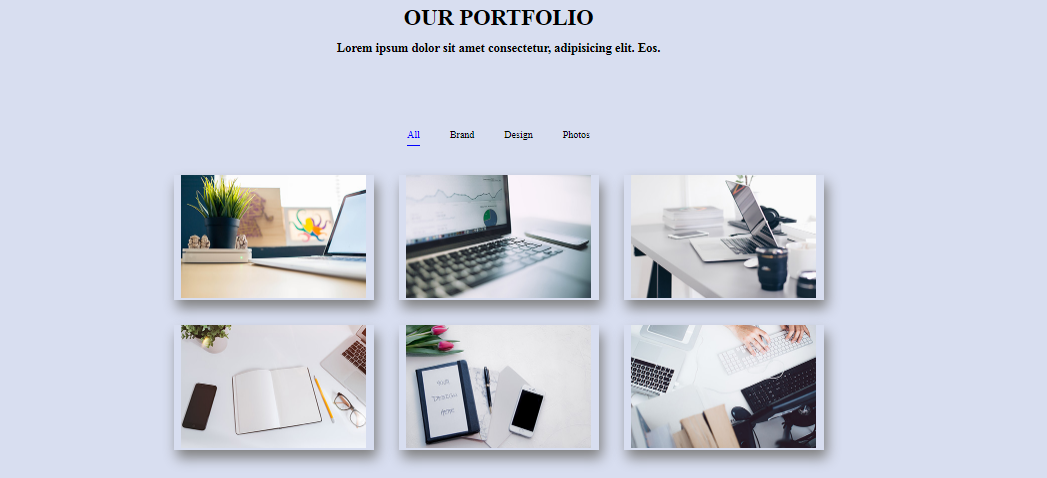 OUR PORTFOLIO
Lorem ipsum dolor sit amet consectetur, adipisicing elit. Eos.
All
Brand
Design
Photos